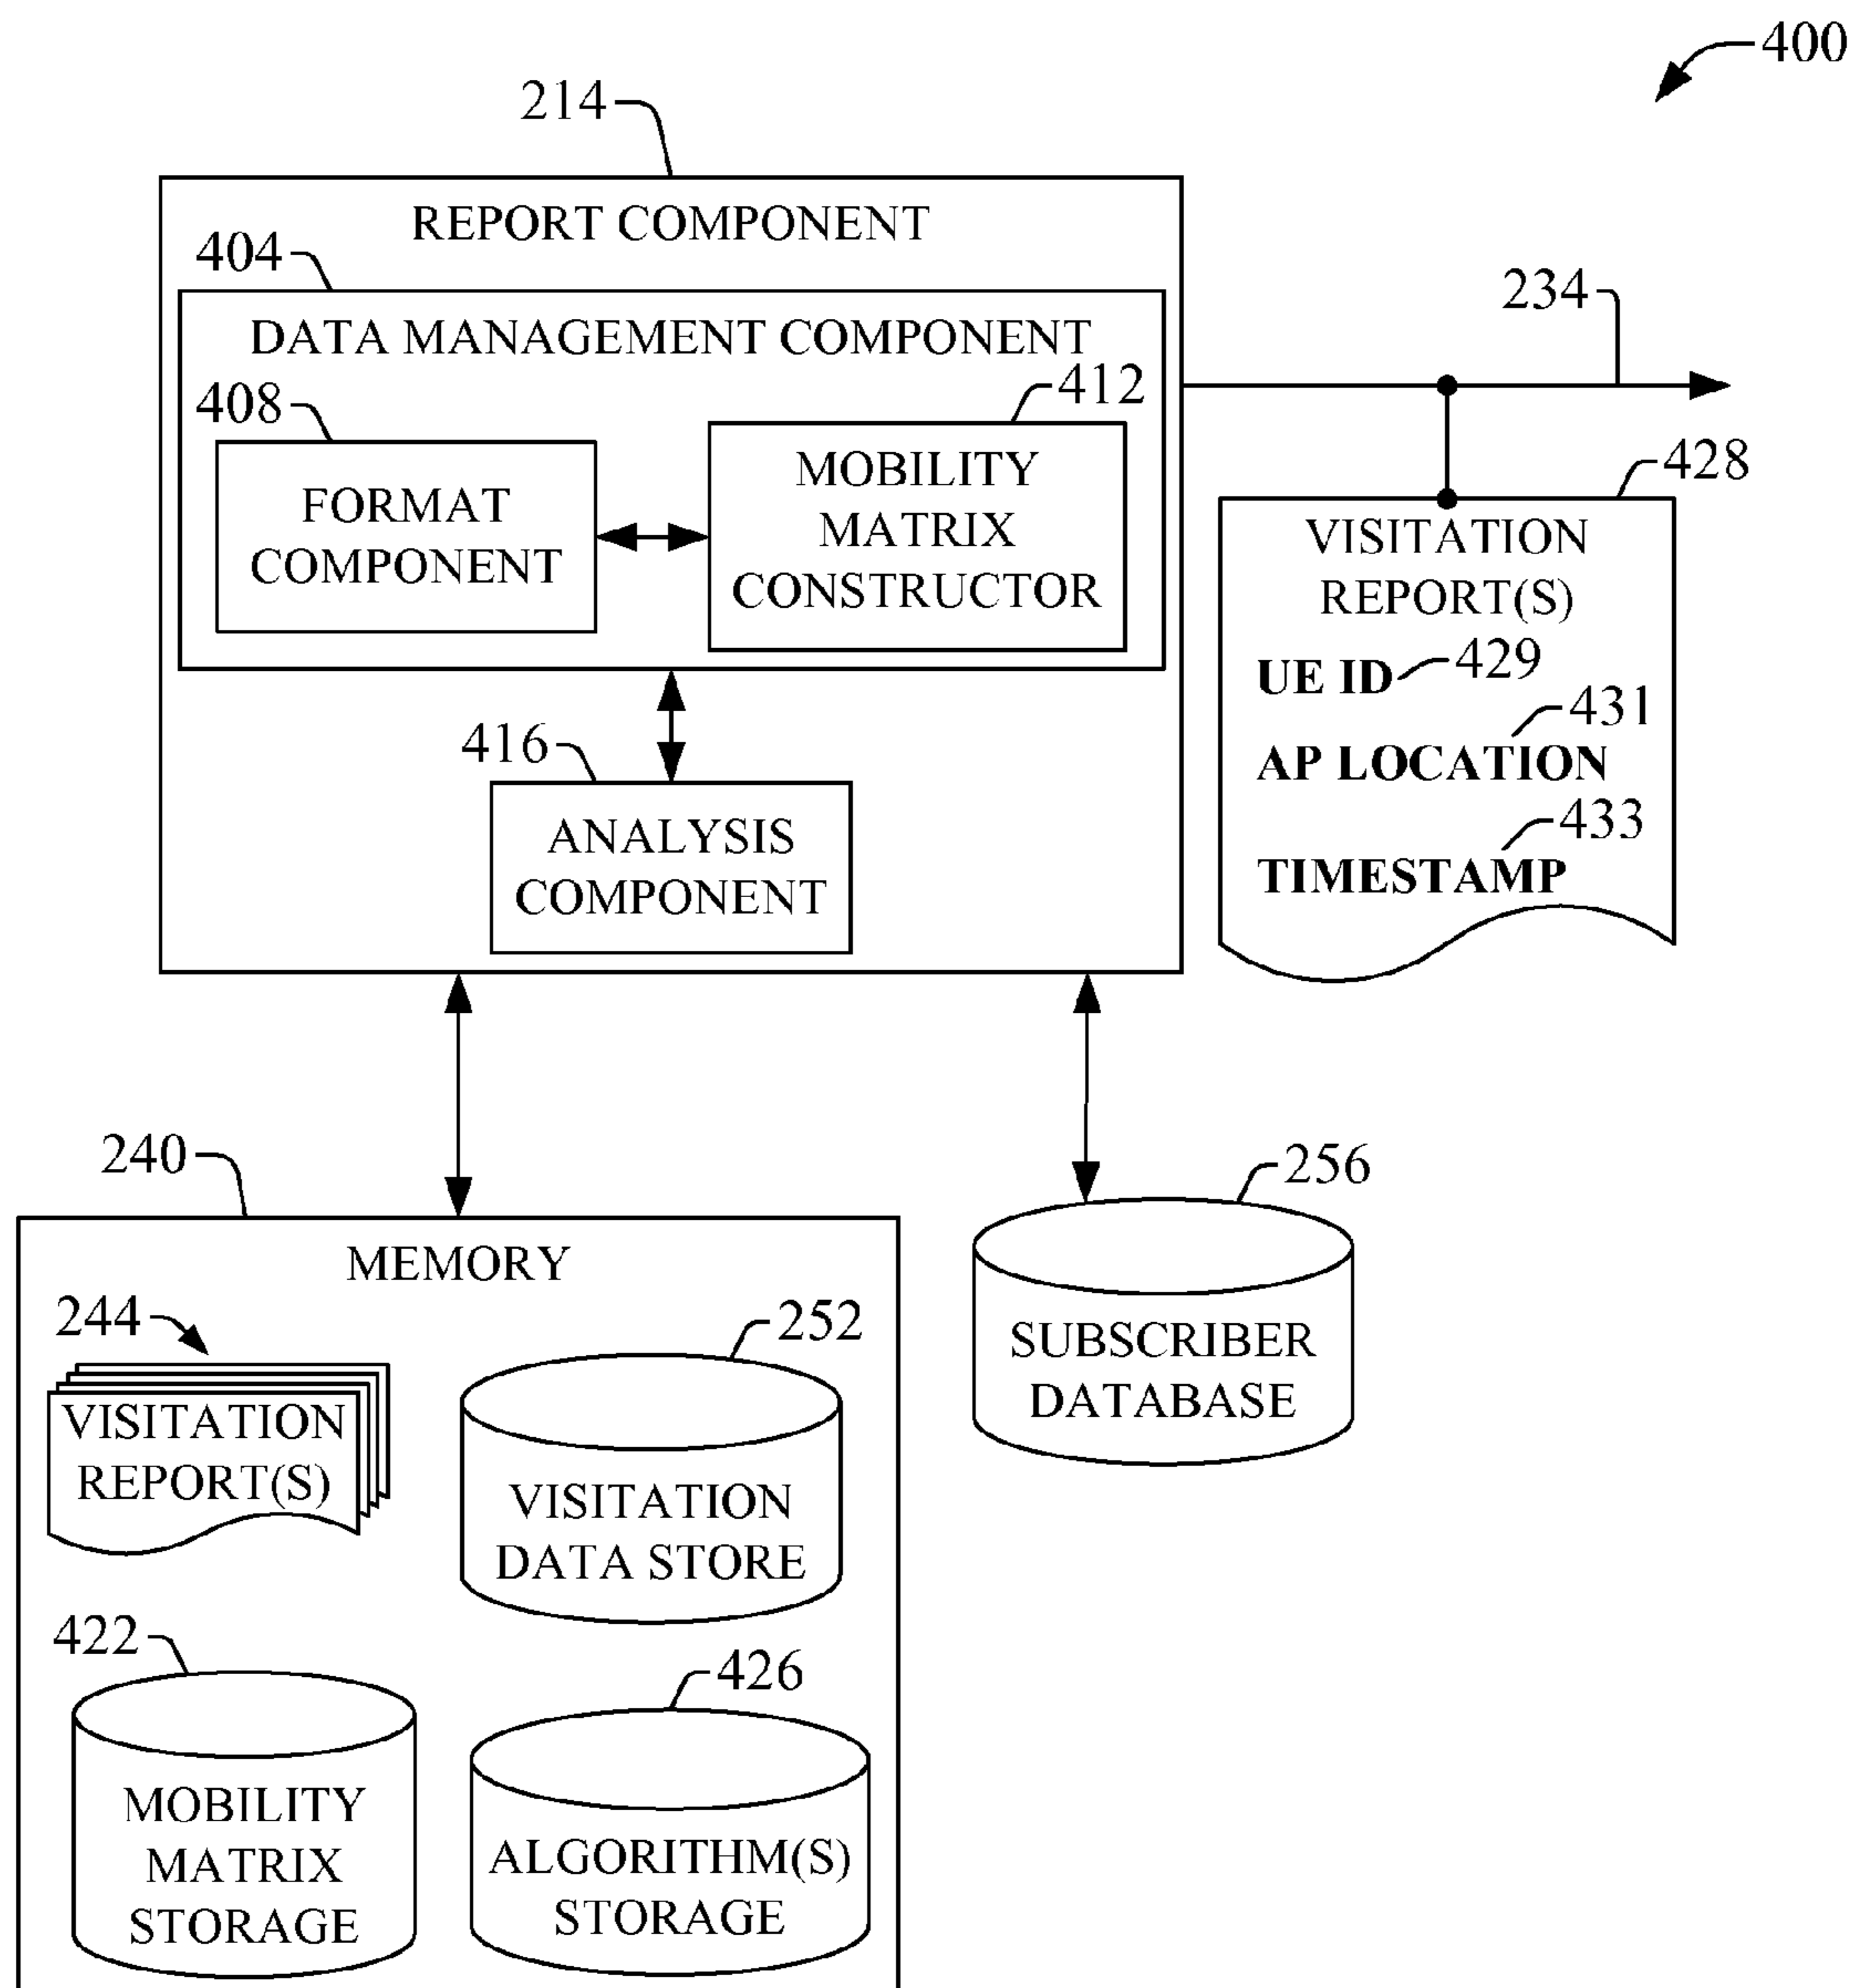 400
214
REPORT COMPONENT
404
DATA MANAGEMENT COMPONENT
234
408
412
FORMAT
COMPONENT
MOBILITY
MATRIX
CONSTRUCTOR
428
VISITATION
REPORT(S)
UE ID
429
431
AP LOCATION
433
TIMESTAMP
416
ANALYSIS
COMPONENT
240
MEMORY
256
SUBSCRIBER
DATABASE
244
VISITATION
REPORT(S)
252
VISITATION
DATA STORE
422
MOBILITY
MATRIX
STORAGE
426
ALGORITHM(S)
STORAGE